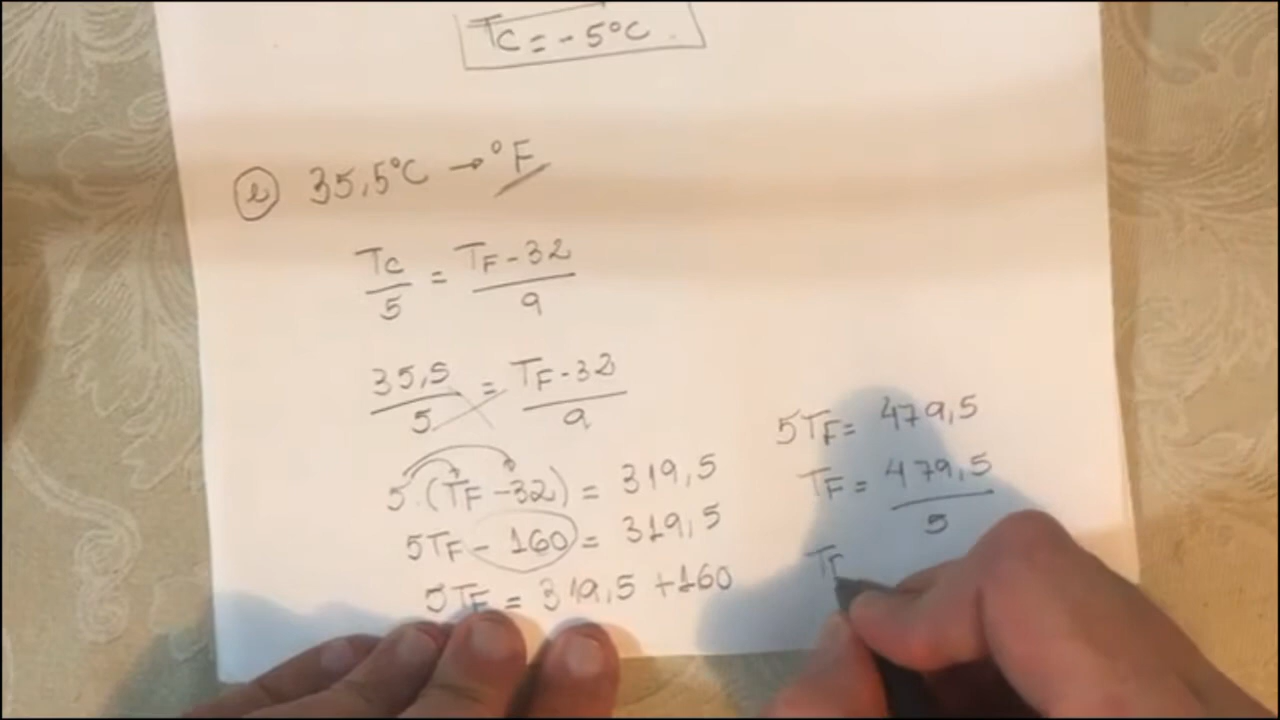 TC = -5°C
e) 35,5°C → °F
TC/5 = TF-32/9
35,5/5 = TF-32/9
5.(TF-32) = 319,5
5TF - 160 = 319,5
5TF = 319,5 + 160
5TF = 479,5
TF = 479,5/5
TF